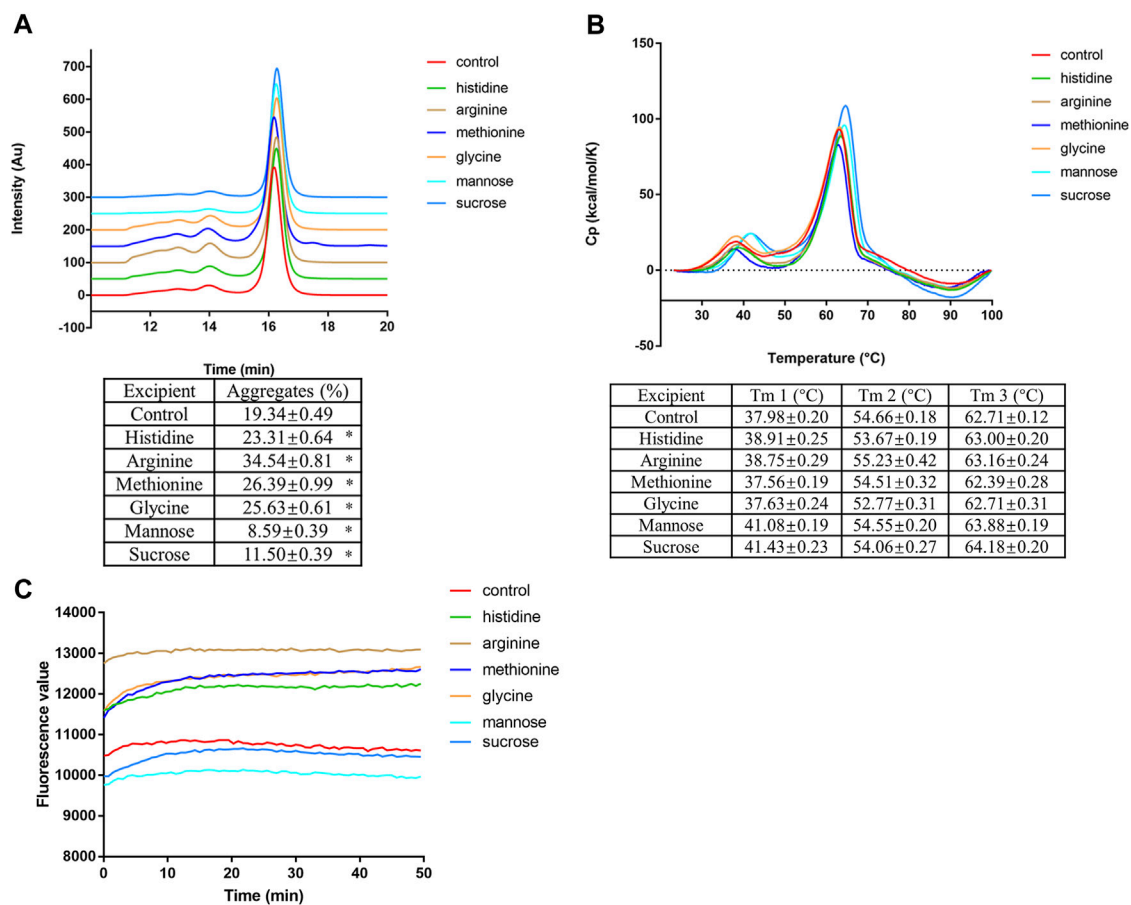 A
700
600
500
400
300
200
100
0
-100
Intensity (Au)
12
14
16
18
20
Time (min)
control
histidine
arginine
methionine
glycine
mannose
sucrose
Excipient Aggregates (%)
Control 19.34±0.49
Histidine 23.31±0.64 *
Arginine 34.54±0.81 *
Methionine 26.39±0.99 *
Glycine 25.63±0.61 *
Mannose 8.59±0.39 *
Sucrose 11.50±0.39 *
B
150
100
50
0
-50
Cp (kcal/mol/K)
30
40
50
60
70
80
90
100
Temperature (°C)
control
histidine
arginine
methionine
glycine
mannose
sucrose
Excipient Tm 1 (°C) Tm 2 (°C) Tm 3 (°C)
Control 37.98±0.20 54.66±0.18 62.71±0.12
Histidine 38.91±0.25 53.67±0.19 63.00±0.20
Arginine 38.75±0.29 55.23±0.42 63.16±0.24
Methionine 37.56±0.19 54.51±0.32 62.39±0.28
Glycine 37.63±0.24 52.77±0.31 62.71±0.31
Mannose 41.08±0.19 54.55±0.20 63.88±0.19
Sucrose 41.43±0.23 54.06±0.27 64.18±0.20
C
14000
13000
12000
11000
10000
9000
8000
Fluorescence value
0
10
20
30
40
50
Time (min)
control
histidine
arginine
methionine
glycine
mannose
sucrose